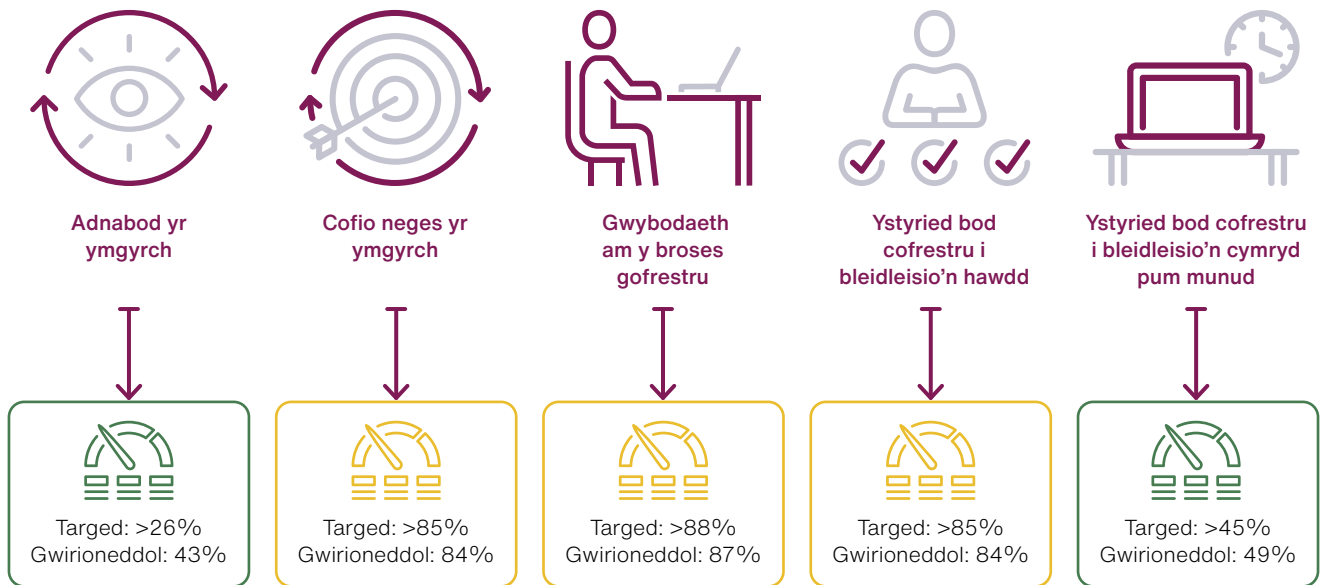 Adnabod yr
ymgyrch
Cofio neges yr
ymgyrch
Gwybodaeth
am y broses
gofrestru
Ystyried bod
cofrestru i
bleidleisio'n hawdd
Ystyried bod cofrestru
i bleidleisio'n cymryd
pum munud
Targed: >26%
Gwirioneddol: 43%
Targed: >85%
Gwirioneddol: 84%
Targed: >88%
Gwirioneddol: 87%
Targed: >85%
Gwirioneddol: 84%
Targed: >45%
Gwirioneddol: 49%